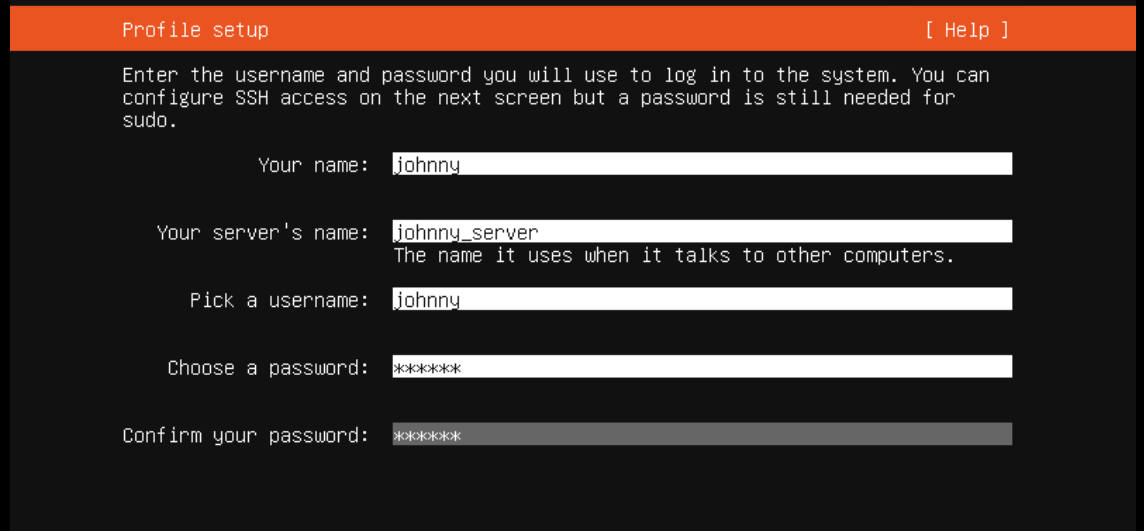 Profile setup [ Help ]
Enter the username and password you will use to log in to the system. You can
configure SSH access on the next screen but a password is still needed for
sudo.
Your name: johnny
Your server's name: johnny_server
The name it uses when it talks to other computers.
Pick a username: johnny
Choose a password: ******
Confirm your password: ******